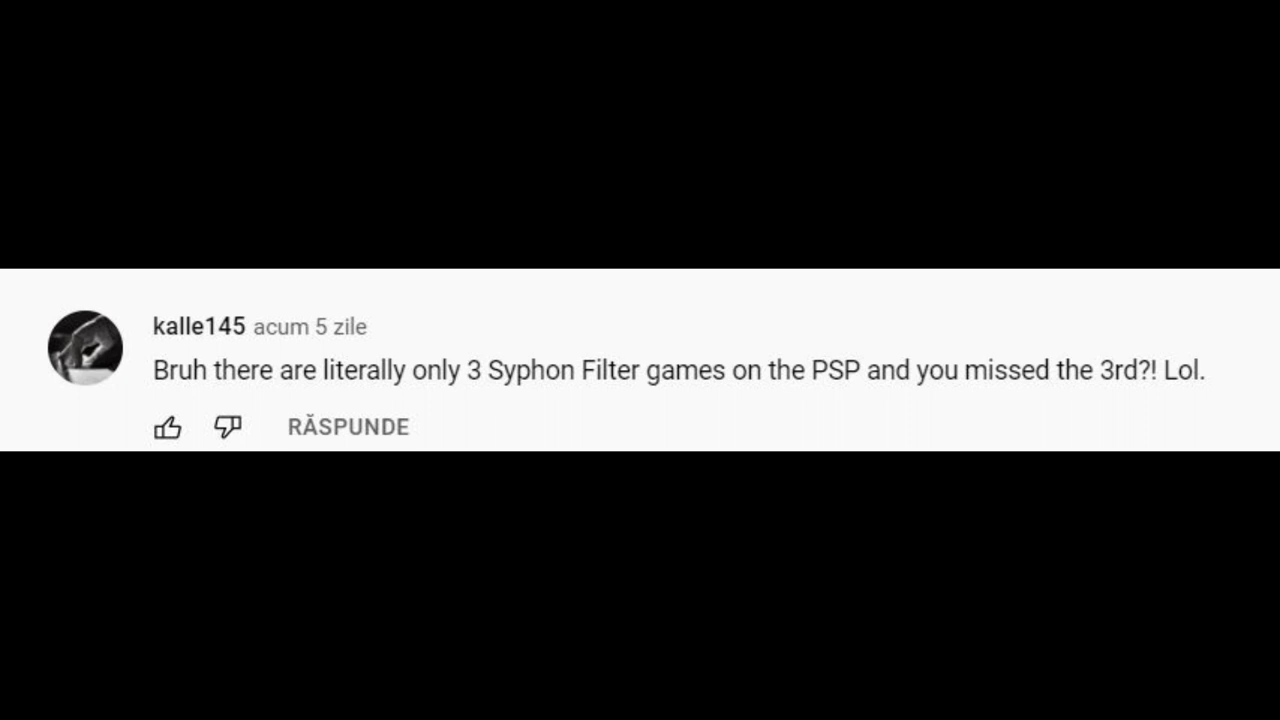 kalle145 acum 5 zile
Bruh there are literally only 3 Syphon Filter games on the PSP and you missed the 3rd?! Lol.
RĂSPUNDE